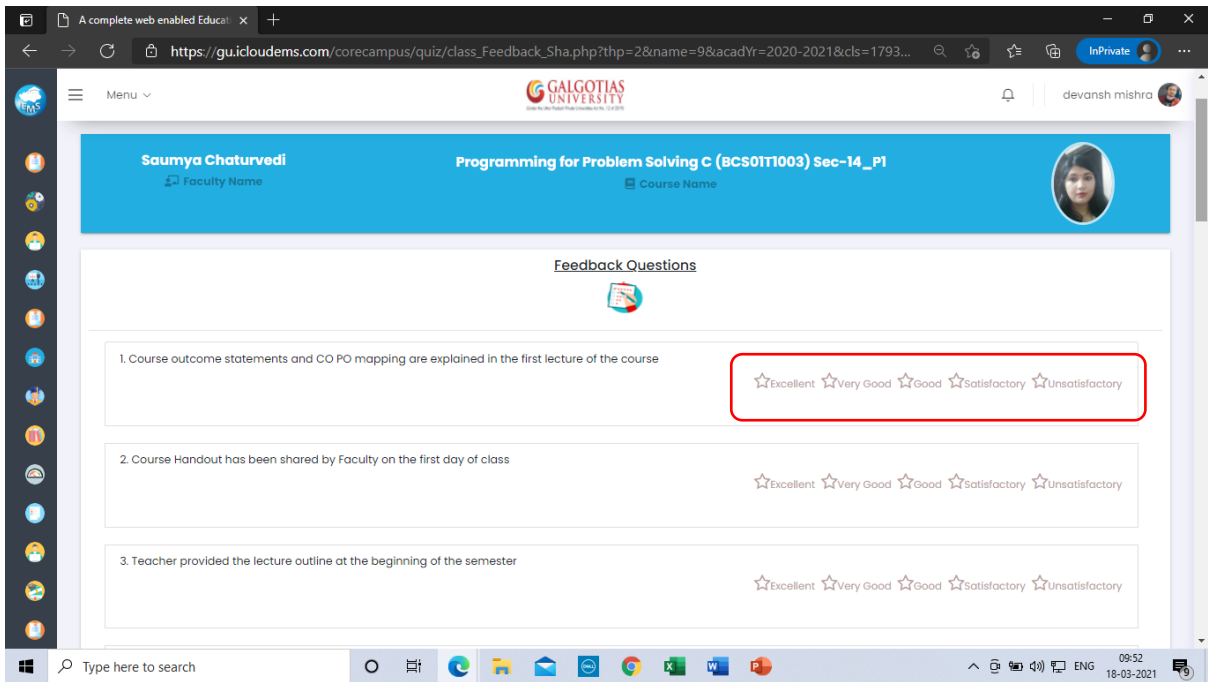 A complete web enabled Educati
https://gu.icloudems.com/corecampus/quiz/class_Feedback_Sha.php?thp=2&name=9&acadYr=2020-2021&cls=1793...
InPrivate
EMS
Menu
GALGOTIAS
UNIVERSITY
devansh mishra
Saumya Chaturvedi
Faculty Name
Programming for Problem Solving C (BCS01T1003) Sec-14_P1
Course Name
Feedback Questions
1. Course outcome statements and CO PO mapping are explained in the first lecture of the course
Excellent Very Good Good Satisfactory Unsatisfactory
2. Course Handout has been shared by Faculty on the first day of class
Excellent Very Good Good Satisfactory Unsatisfactory
3. Teacher provided the lecture outline at the beginning of the semester
Excellent Very Good Good Satisfactory Unsatisfactory
Type here to search
DELL
ENG
09:52
18-03-2021
9